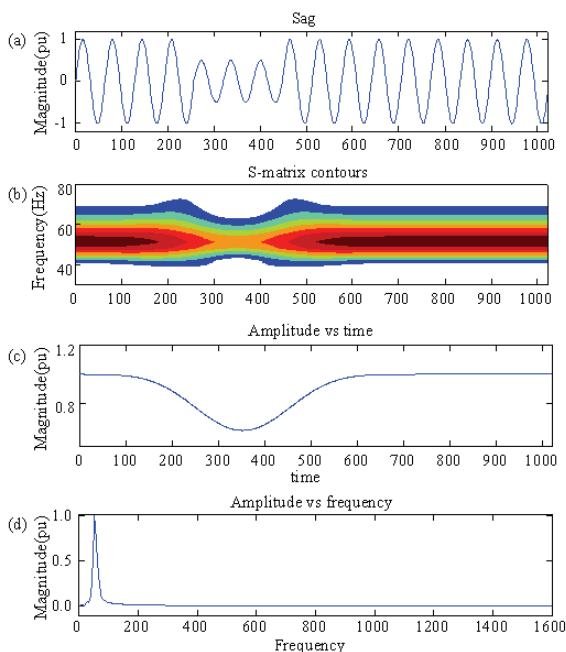 Sag
(a)
Magnitude(pu)
1
0
-1
0 100 200 300 400 500 600 700 800 900 1000
S-matrix contours
(b)
Frequency(Hz)
80
60
40
0 100 200 300 400 500 600 700 800 900 1000
Amplitude vs time
(c)
Magnitude(pu)
1.2
0.8
0 100 200 300 400 500 600 700 800 900 1000
time
Amplitude vs frequency
(d)
Magnitude(pu)
1.0
0.5
0.0
0 200 400 600 800 1000 1200 1400 1600
Frequency